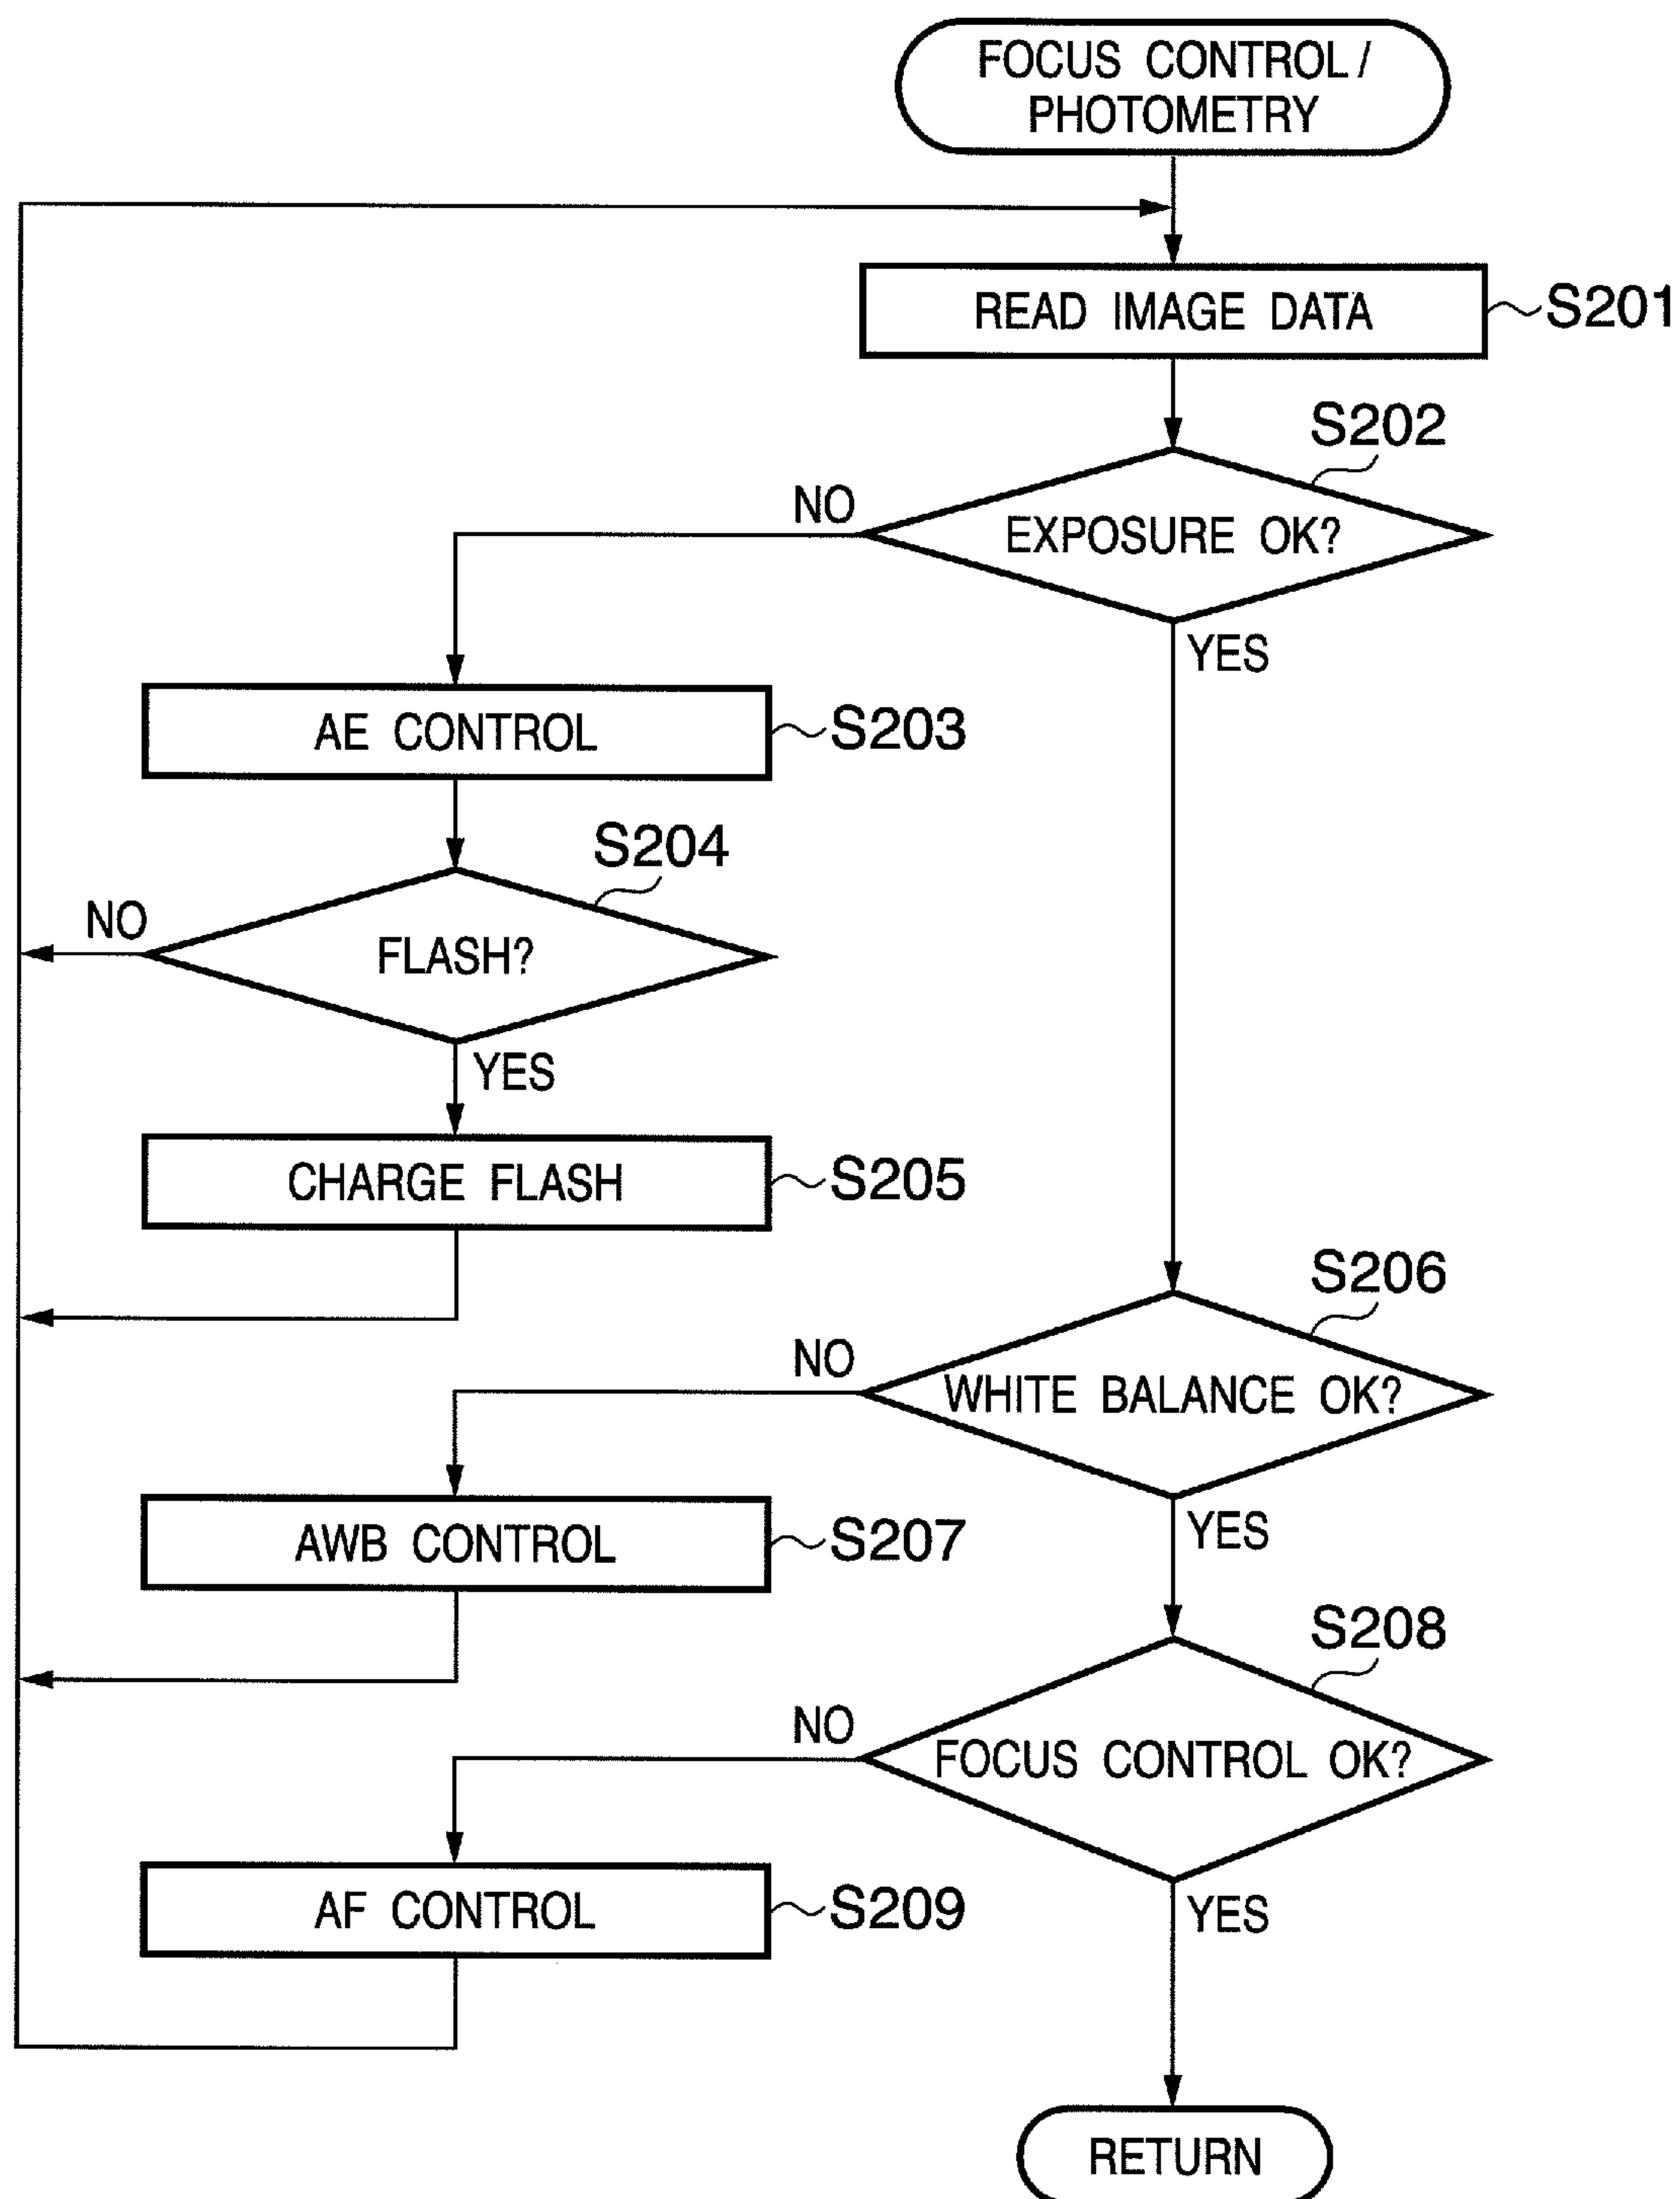 FOCUS CONTROL /
PHOTOMETRY
READ IMAGE DATA
S201
S202
NO
EXPOSURE OK?
YES
AE CONTROL
S203
S204
NO
FLASH?
YES
CHARGE FLASH
S205
S206
NO
WHITE BALANCE OK?
YES
AWB CONTROL
S207
S208
NO
FOCUS CONTROL OK?
YES
AF CONTROL
S209
RETURN